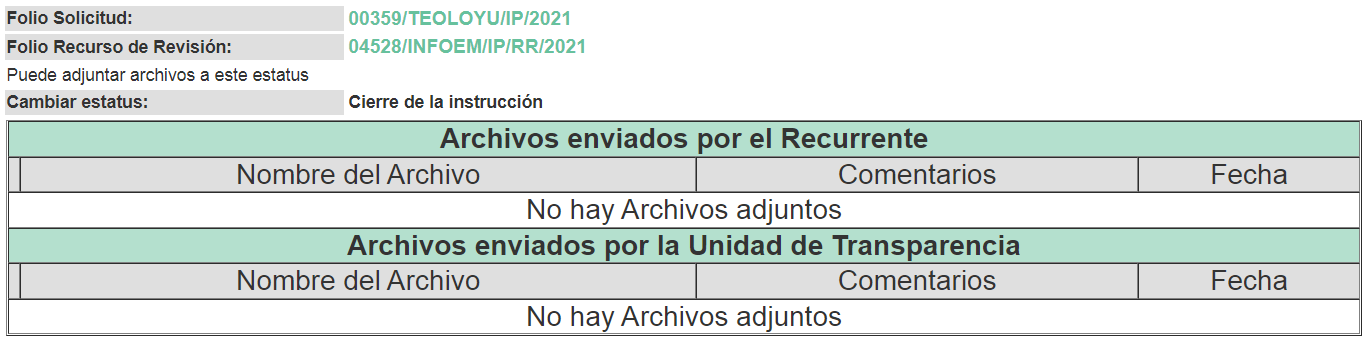 Folio Solicitud: 00359/TEOLOYU/IP/2021
Folio Recurso de Revisión: 04528/INFOEM/IP/RR/2021
Puede adjuntar archivos a este estatus
Cambiar estatus: Cierre de la instrucción
Archivos enviados por el Recurrente
Nombre del Archivo Comentarios Fecha
No hay Archivos adjuntos
Archivos enviados por la Unidad de Transparencia
Nombre del Archivo Comentarios Fecha
No hay Archivos adjuntos